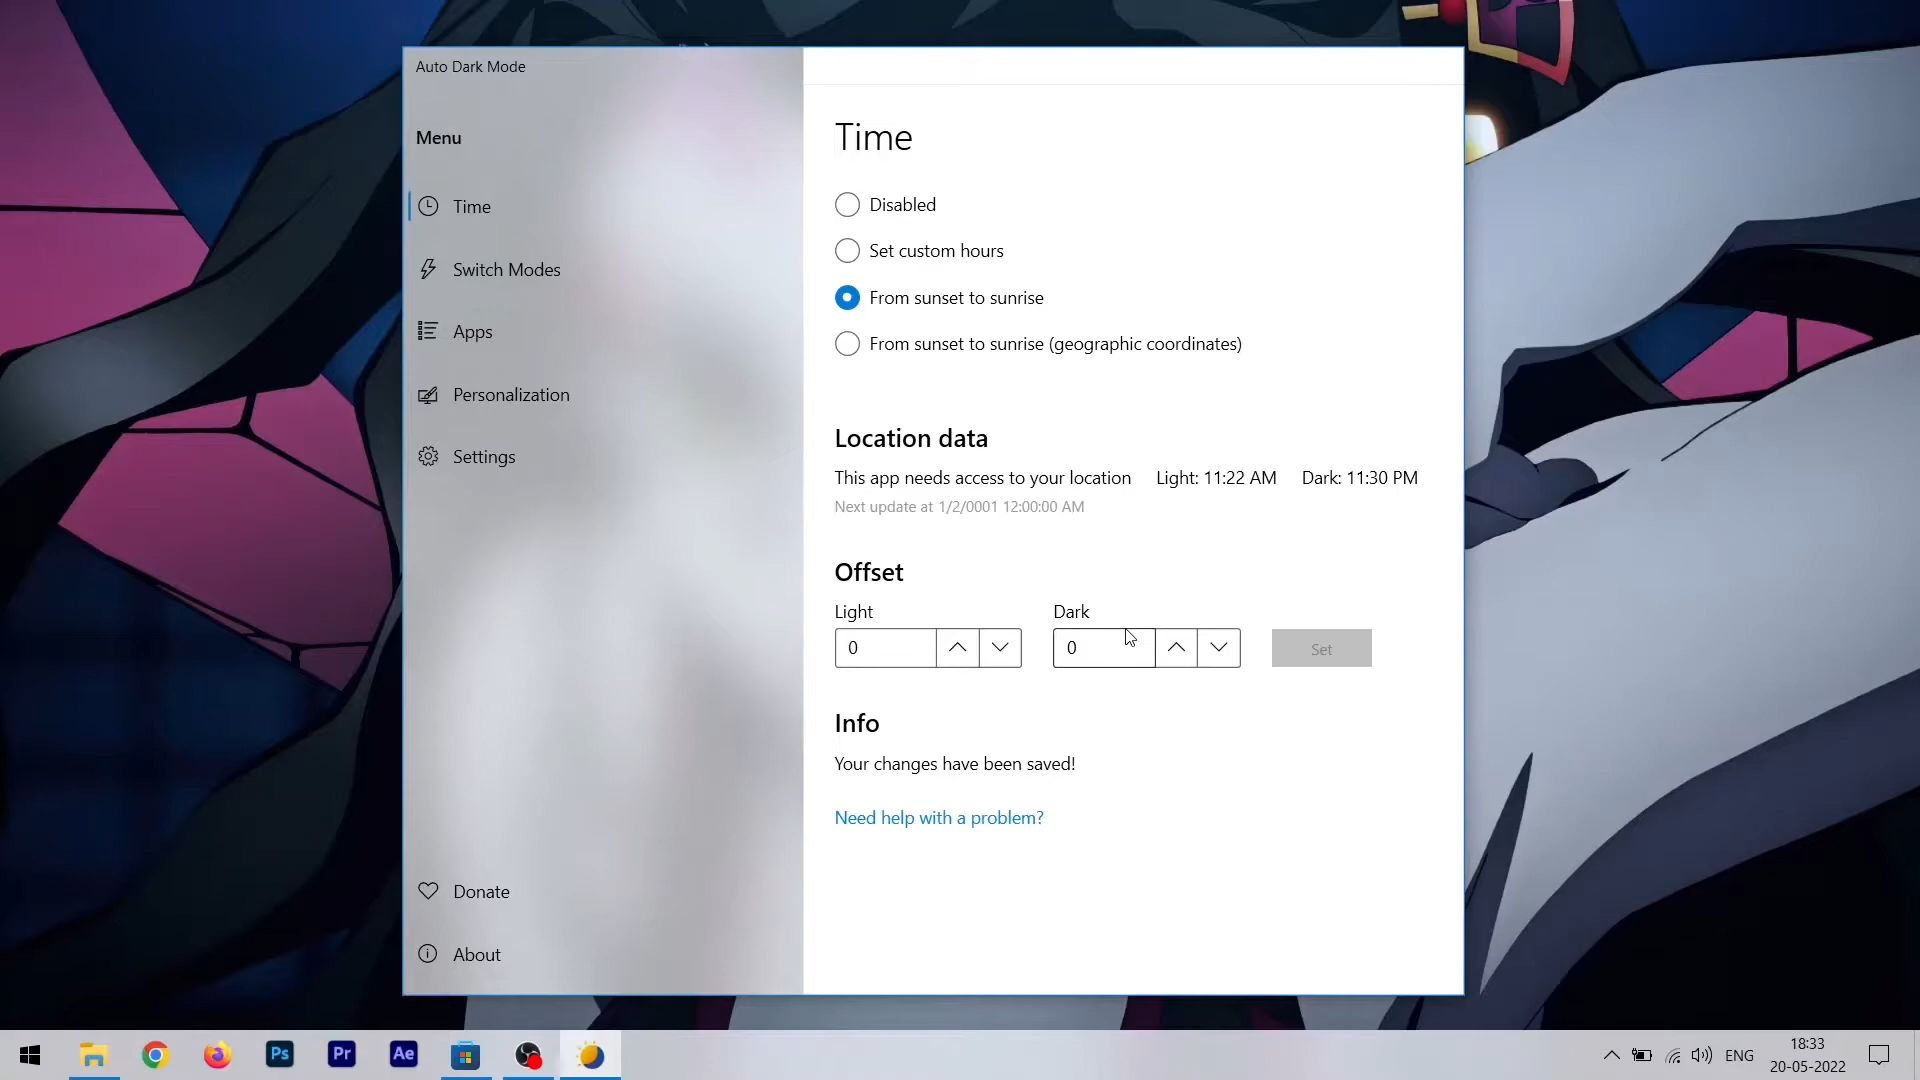 Auto Dark Mode
Menu
Time
Switch Modes
Apps
Personalization
Settings
Donate
About
Time
Disabled
Set custom hours
From sunset to sunrise
From sunset to sunrise (geographic coordinates)
Location data
This app needs access to your location Light: 11:22 AM Dark: 11:30 PM
Next update at 1/2/0001 12:00:00 AM
Offset
Light Dark
0 0 Set
Info
Your changes have been saved!
Need help with a problem?
Ps Pr Ae ENG
18:33
20-05-2022